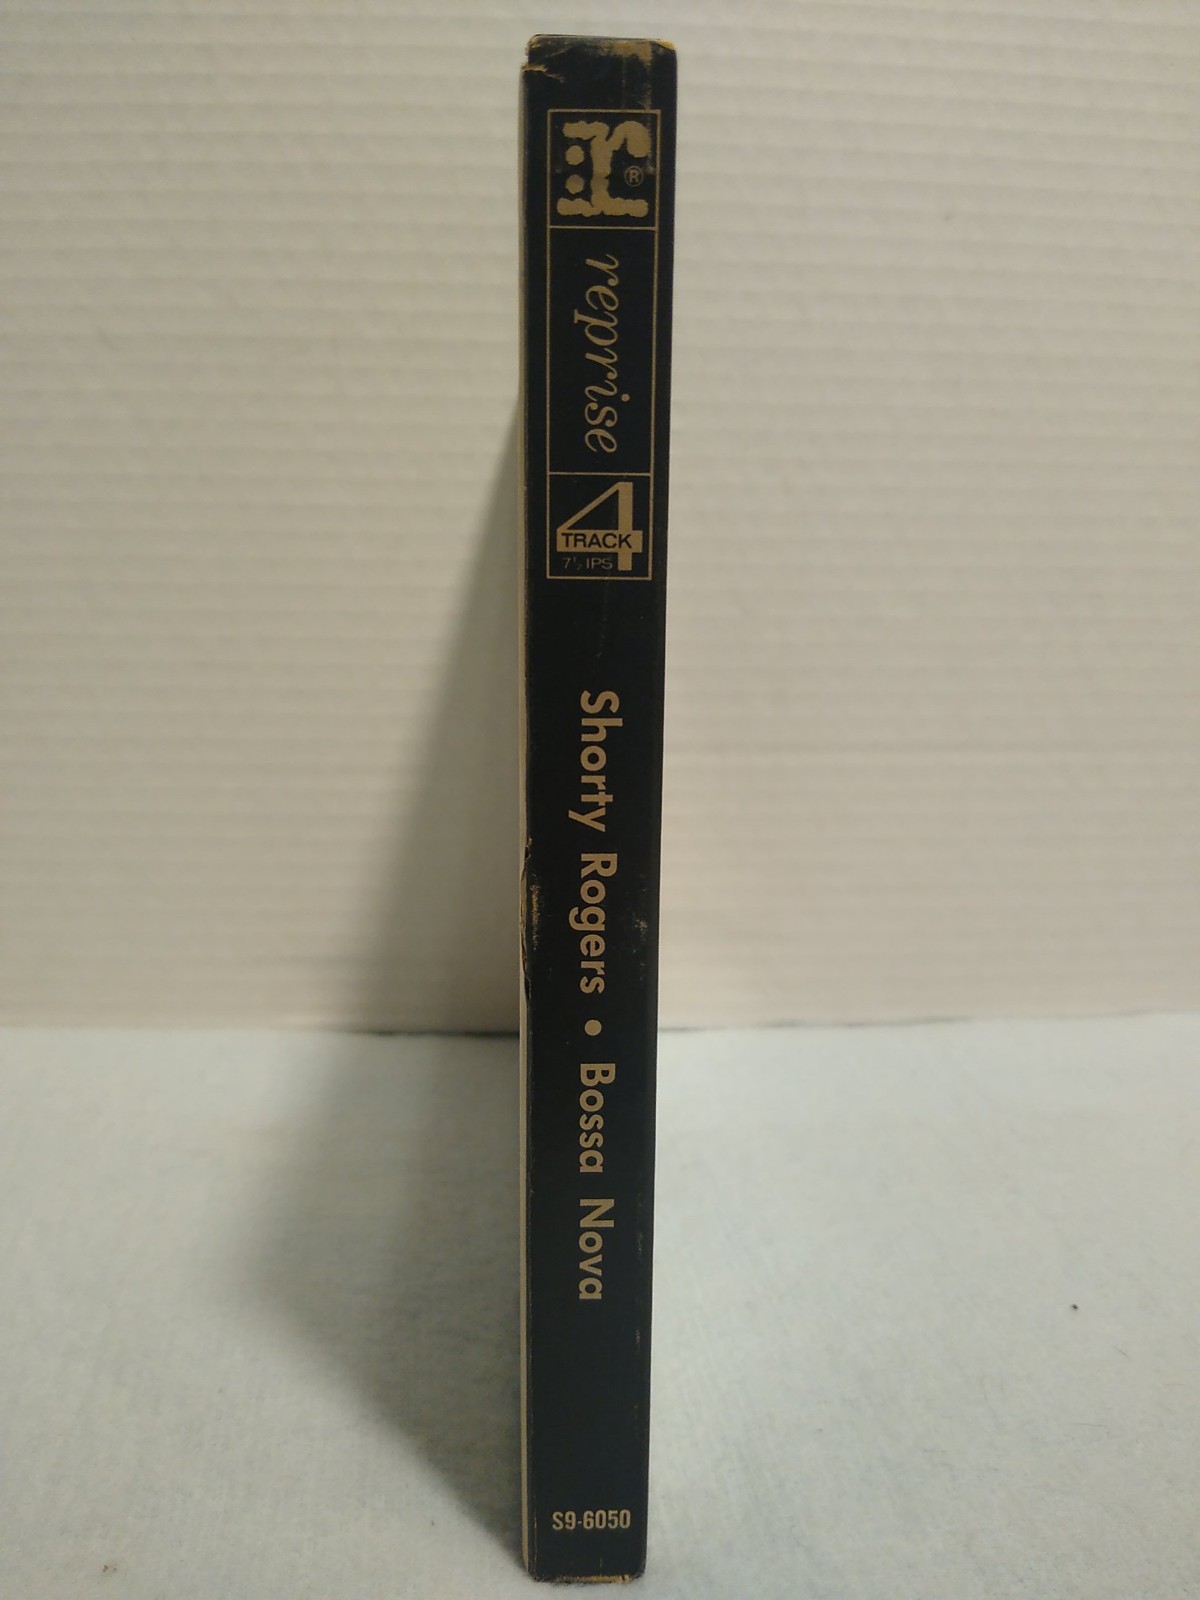 r:
®
reprise
4
TRACK
7½ IPS
Shorty Rogers • Bossa Nova
S9-6050